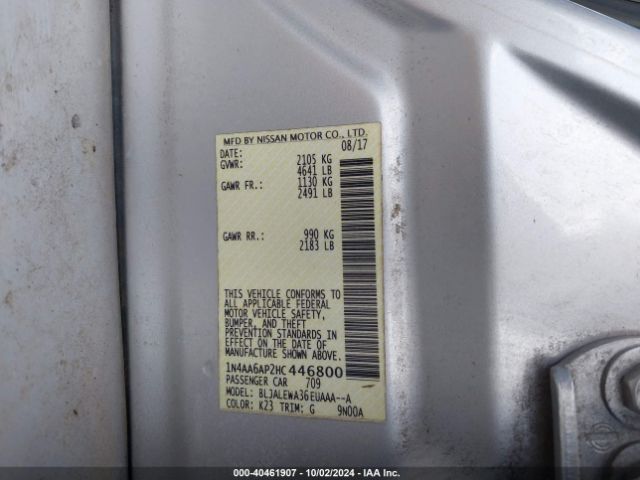 MFD BY NISSAN MOTOR CO., LTD.
DATE: 08/17
GVWR: 2105 KG
4641 LB
GAWR FR.: 1130 KG
2491 LB
GAWR RR.: 990 KG
2183 LB
THIS VEHICLE CONFORMS TO
ALL APPLICABLE FEDERAL
MOTOR VEHICLE SAFETY,
BUMPER, AND THEFT
PREVENTION STANDARDS IN
EFFECT ON THE DATE OF
MANUFACTURE SHOWN ABOVE.
1N4AA6AP2HC446800
PASSENGER CAR 709
MODEL: BLJALEWA36EUAAA--A
COLOR: K23 TRIM: G 9N00A
000-40461907 - 10/02/2024 - IAA Inc.